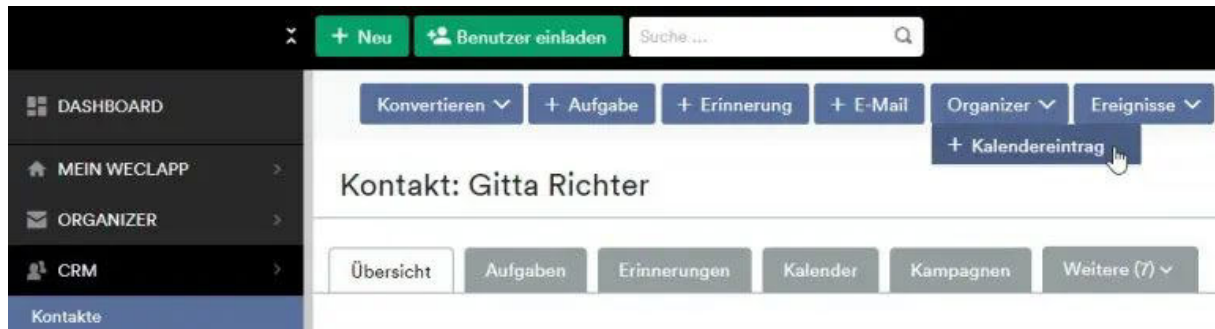 + Neu Benutzer einladen Suche ...
DASHBOARD Konvertieren + Aufgabe + Erinnerung + E-Mail Organizer Ereignisse
+ Kalendereintrag
MEIN WECLAPP
Kontakt: Gitta Richter
ORGANIZER
CRM Übersicht Aufgaben Erinnerungen Kalender Kampagnen Weitere (7)
Kontakte